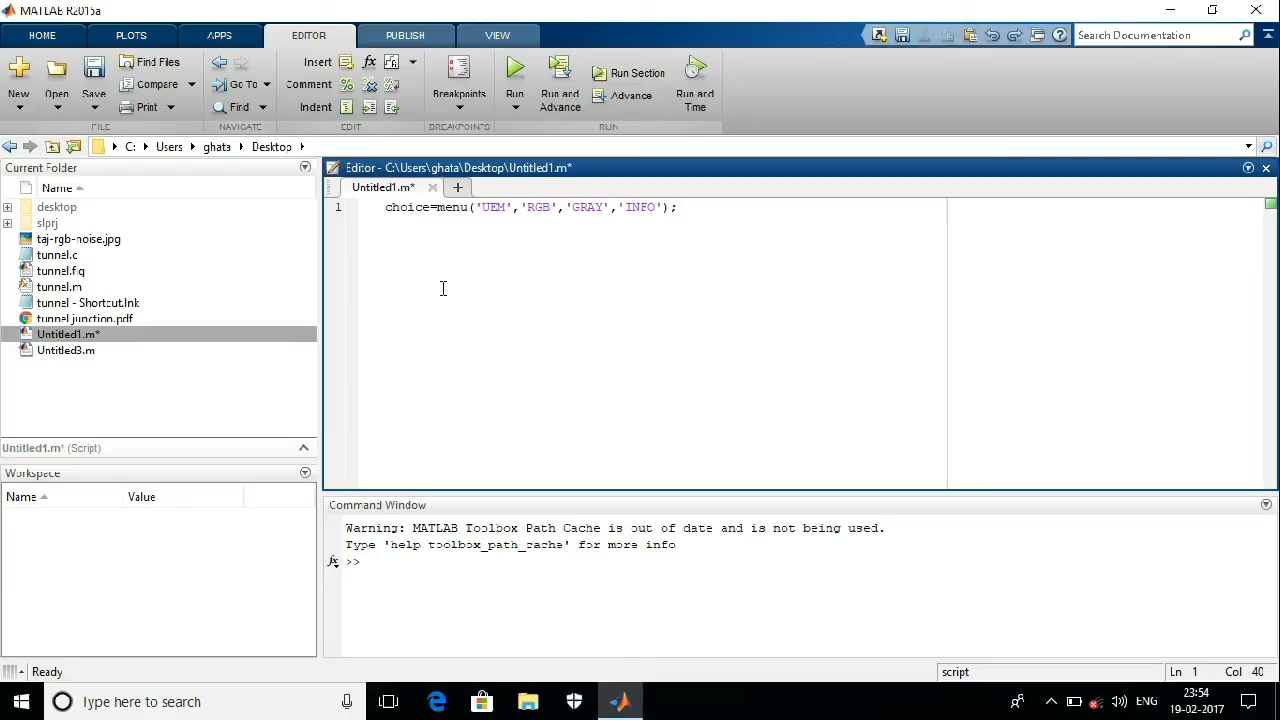 MATLAB R2015a
HOME PLOTS APPS EDITOR PUBLISH VIEW Search Documentation
New Open Save Find Files Compare Print
Go To Find
Insert Comment Indent
Breakpoints
Run Run and Advance Run Section Advance Run and Time
FILE NAVIGATE EDIT BREAKPOINTS RUN
C: Users ghata Desktop
Current Folder
Name
desktop
slprj
taj-rgb-noise.jpg
tunnel.c
tunnel.fig
tunnel.m
tunnel - Shortcut.lnk
tunnel junction.pdf
Untitled1.m*
Untitled3.m
Untitled1.m* (Script)
Workspace
Name Value
Editor - C:\Users\ghata\Desktop\Untitled1.m*
Untitled1.m*
1 choice=menu('UEM','RGB','GRAY','INFO');
Command Window
Warning: MATLAB Toolbox Path Cache is out of date and is not being used.
Type 'help toolbox_path_cache' for more info
fx >>
Ready script Ln 1 Col 40
Type here to search
ENG
23:54
19-02-2017